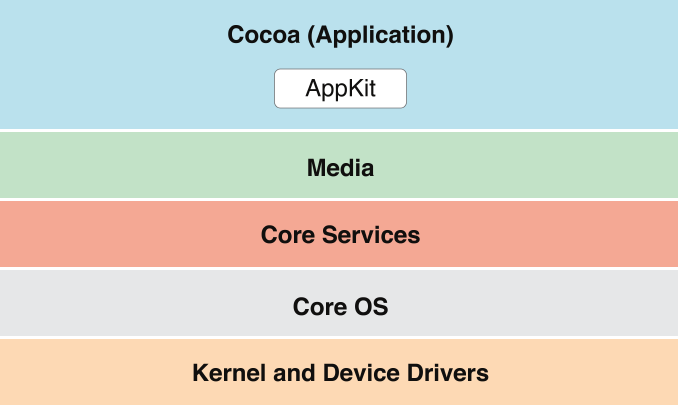 Cocoa (Application)
AppKit
Media
Core Services
Core OS
Kernel and Device Drivers